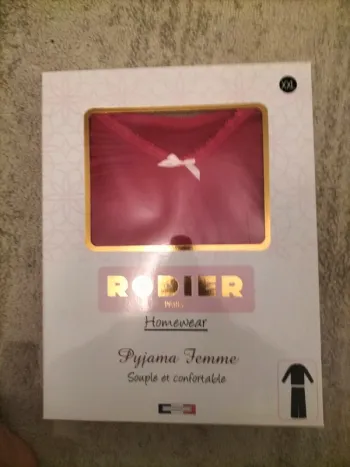 XXL
RODIER
Paris
Homewear
Pyjama Femme
Souple et confortable